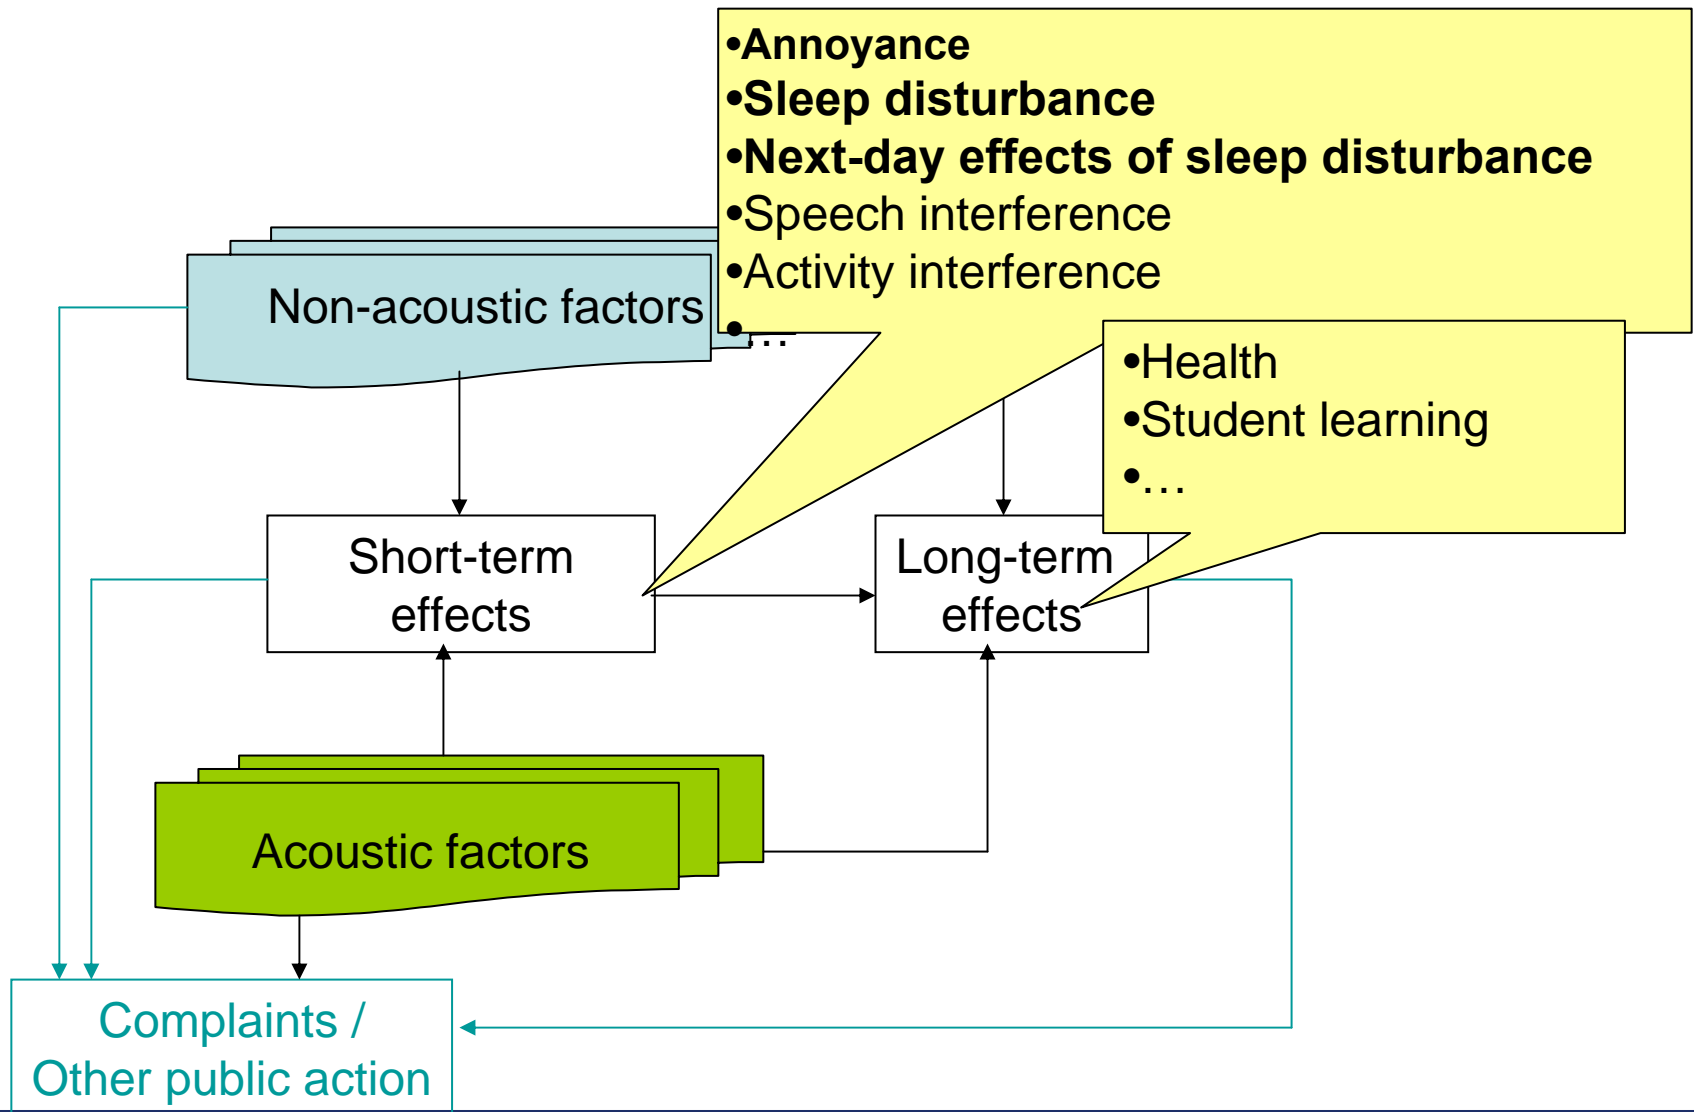 •Annoyance
•Sleep disturbance
•Next-day effects of sleep disturbance
•Speech interference
•Activity interference
•…
Non-acoustic factors
•Health
•Student learning
•…
Short-term
effects
Long-term
effects
Acoustic factors
Complaints /
Other public action